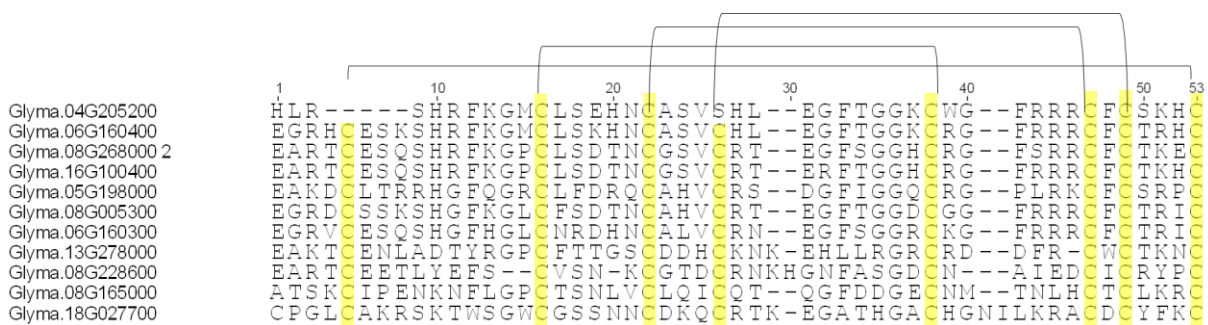 1 10 20 30 40 50 53
Glyma.04G205200 HLR-----SHRFKGMCLSEHNCASVSHL--EGFTGGKCWG--FRRRCFCSKHC
Glyma.06G160400 EGRHCESKSHRFKGMCLSKHNCASVCHL--EGFTGGKCRG--FRRRCFCTRHC
Glyma.08G268000 2 EARTCESQSHRFKGPCLSDTNCGSVCRT--EGFSGGHCRG--FSRRCFCTKEC
Glyma.16G100400 EARTCESQSHRFKGPCLSDTNCGSVCRT--ERFTGGHCRG--FRRRCFCTKHC
Glyma.05G198000 EAKDCLTRRHGFQGRCLFDRQCAHVCRS--DGFIGGQCRG--PLRKCFCSRPC
Glyma.08G005300 EGRDCSSKSHGFKGLCFSDTNCAHVCRT--EGFTGGDCGG--FRRRCFCTRIC
Glyma.06G160300 EGRVCESQSHGFHGLCNRDHNCALVCRN--EGFSGGRCRG--FRRRCFCTRIC
Glyma.13G278000 EAKTCENLADTYRGPCFTTGSCDDHCKNK-EHLLRGRCRD--DFR-CWCTKNC
Glyma.08G228600 EARTCEETLYEFS--CVSN-KCGTDCRNKHGNFASGDCN---AIEDCICRYPC
Glyma.08G165000 ATSKCIPENKNFLGPCTSNLVCLQICQT--QGFDDGECNM--TNLHCTCLKRC
Glyma.18G027700 CPGLCAKRSKTWSGWCGSSNNCDKQCRTK-EGATHGACHGNILKRACDCYFKC